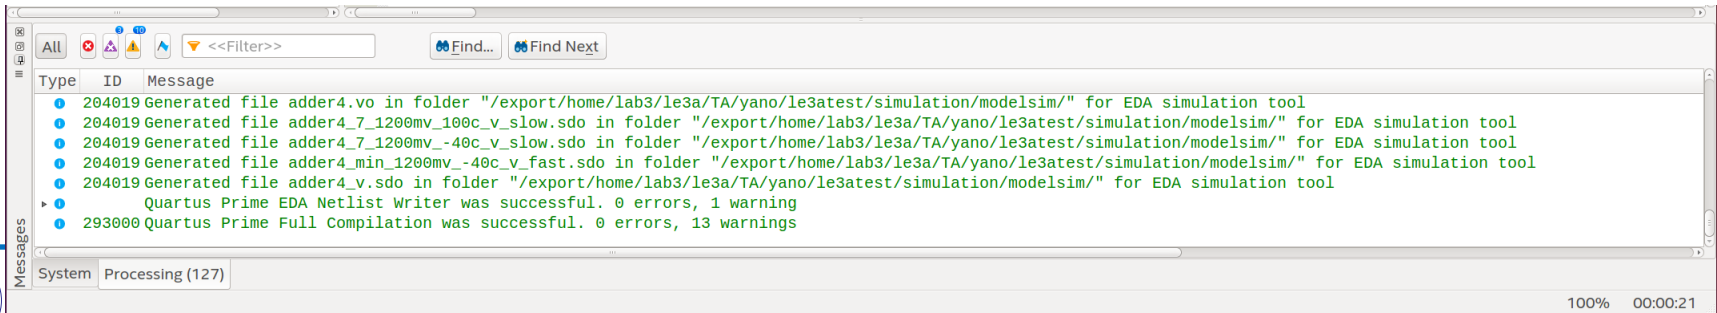 3 10
All <<Filter>> Find... Find Next
Type ID Message
204019 Generated file adder4.vo in folder "/export/home/lab3/le3a/TA/yano/le3atest/simulation/modelsim/" for EDA simulation tool
204019 Generated file adder4_7_1200mv_100c_v_slow.sdo in folder "/export/home/lab3/le3a/TA/yano/le3atest/simulation/modelsim/" for EDA simulation tool
204019 Generated file adder4_7_1200mv_-40c_v_slow.sdo in folder "/export/home/lab3/le3a/TA/yano/le3atest/simulation/modelsim/" for EDA simulation tool
204019 Generated file adder4_min_1200mv_-40c_v_fast.sdo in folder "/export/home/lab3/le3a/TA/yano/le3atest/simulation/modelsim/" for EDA simulation tool
204019 Generated file adder4_v.sdo in folder "/export/home/lab3/le3a/TA/yano/le3atest/simulation/modelsim/" for EDA simulation tool
Quartus Prime EDA Netlist Writer was successful. 0 errors, 1 warning
293000 Quartus Prime Full Compilation was successful. 0 errors, 13 warnings
Messages
System Processing (127)
100% 00:00:21